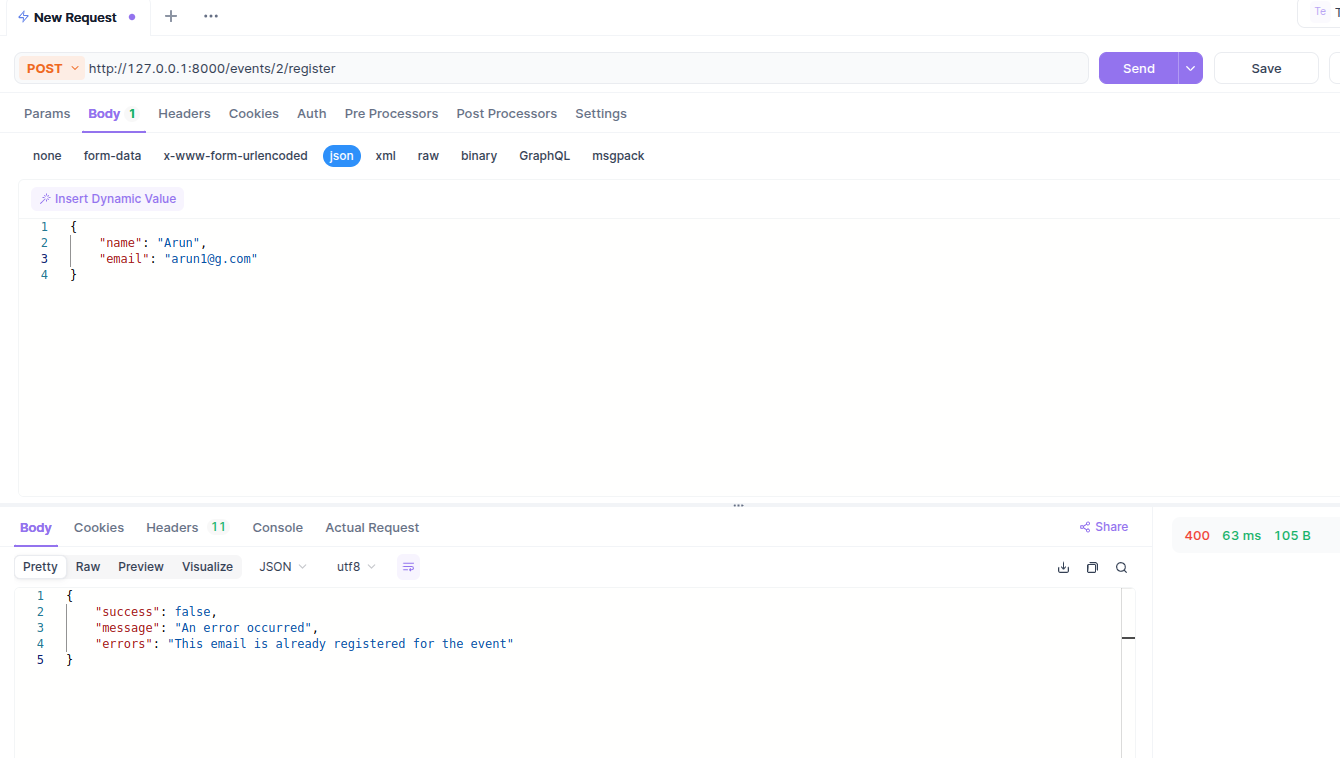 New Request
Te T
POST http://127.0.0.1:8000/events/2/register Send Save
Params Body 1 Headers Cookies Auth Pre Processors Post Processors Settings
none form-data x-www-form-urlencoded json xml raw binary GraphQL msgpack
Insert Dynamic Value
1 {
2 "name": "Arun",
3 "email": "arun1@g.com"
4 }
Body Cookies Headers 11 Console Actual Request Share
400 63 ms 105 B
Pretty Raw Preview Visualize JSON utf8
1 {
2 "success": false,
3 "message": "An error occurred",
4 "errors": "This email is already registered for the event"
5 }